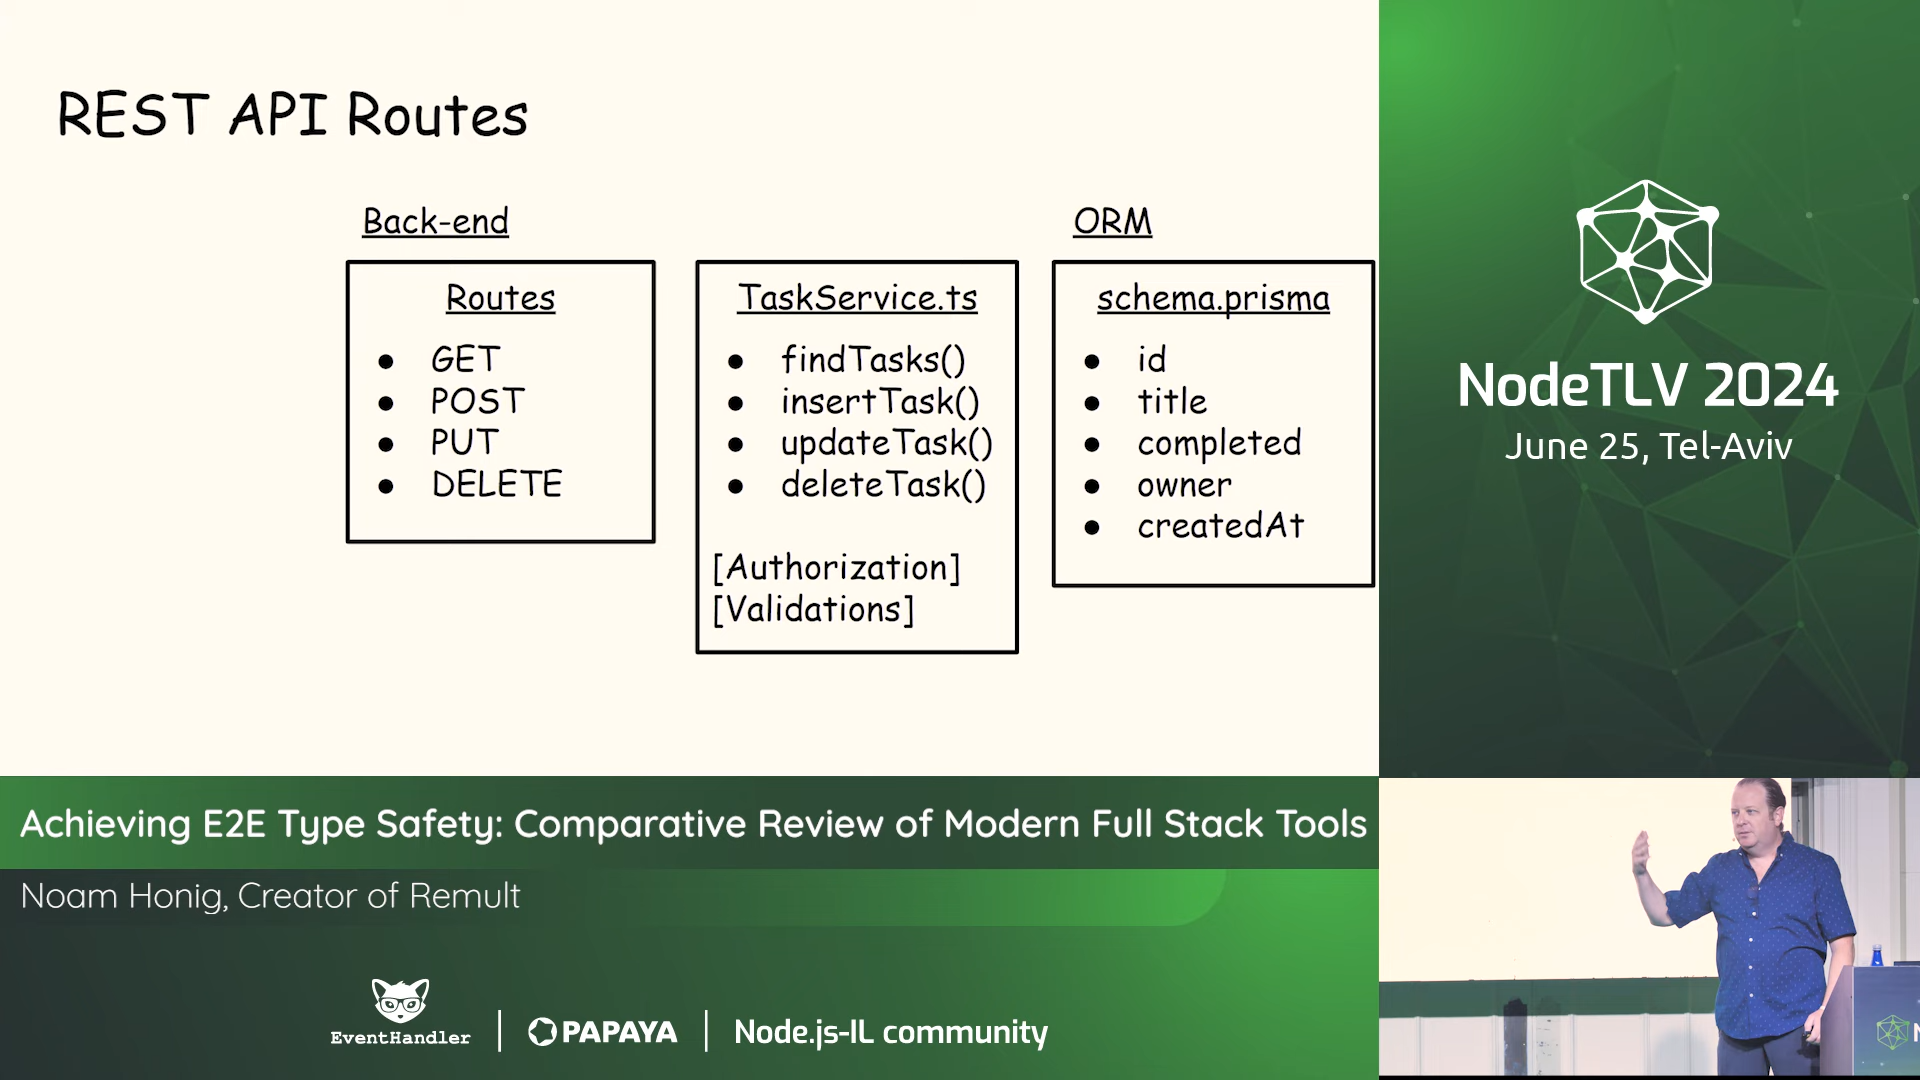 REST API Routes
Back-end
Routes
● GET
● POST
● PUT
● DELETE
TaskService.ts
● findTasks()
● insertTask()
● updateTask()
● deleteTask()
[Authorization]
[Validations]
ORM
schema.prisma
● id
● title
● completed
● owner
● createdAt
NodeTLV 2024
June 25, Tel-Aviv
Achieving E2E Type Safety: Comparative Review of Modern Full Stack Tools
Noam Honig, Creator of Remult
EventHandler
PAPAYA
Node.js-IL community